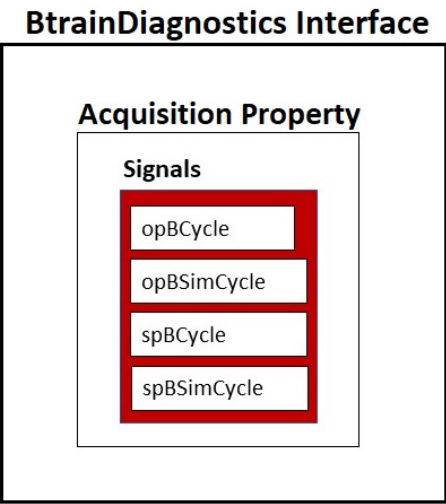 BtrainDiagnostics Interface
Acquisition Property
Signals
opBCycle
opBSimCycle
spBCycle
spBSimCycle